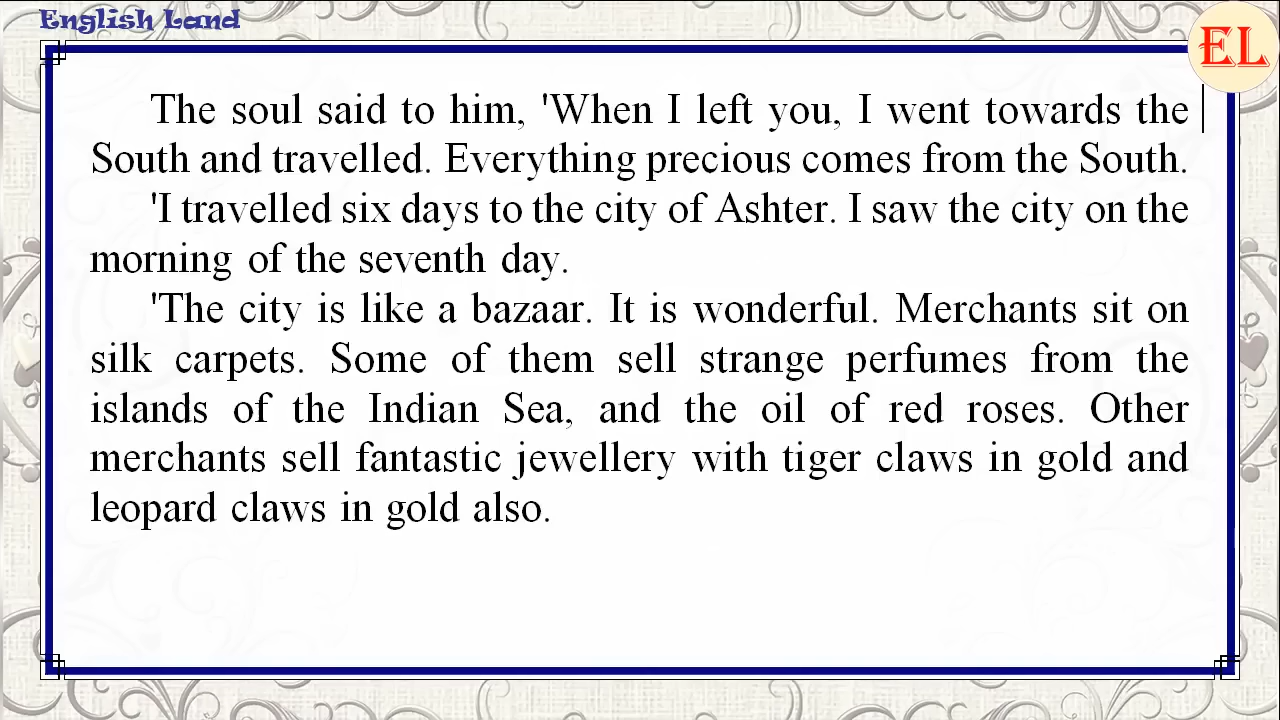 English Land
EL
The soul said to him, 'When I left you, I went towards the
South and travelled. Everything precious comes from the South.
'I travelled six days to the city of Ashter. I saw the city on the
morning of the seventh day.
'The city is like a bazaar. It is wonderful. Merchants sit on
silk carpets. Some of them sell strange perfumes from the
islands of the Indian Sea, and the oil of red roses. Other
merchants sell fantastic jewellery with tiger claws in gold and
leopard claws in gold also.